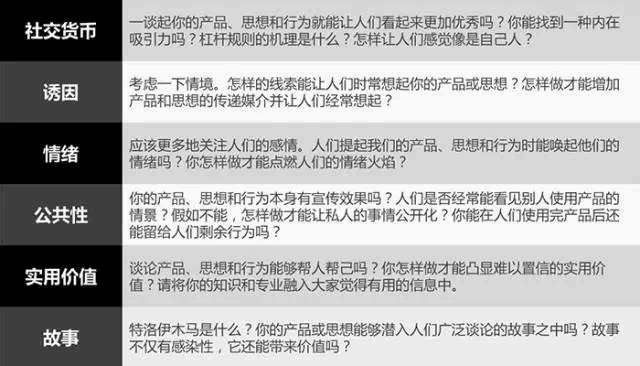 社交货币
一谈起你的产品、思想和行为就能让人们看起来更加优秀吗？你能找到一种内在
吸引力吗？杠杆规则的机理是什么？怎样让人们感觉像是自己人？
诱因
考虑一下情境。怎样的线索能让人们时常想起你的产品或思想？怎样做才能增加
产品和思想的传递媒介并让人们经常想起？
情绪
应该更多地关注人们的感情。人们提起我们的产品、思想和行为时能唤起他们的
情绪吗？你怎样做才能点燃人们的情绪火焰？
公共性
你的产品、思想和行为本身有宣传效果吗？人们是否经常能看见别人使用产品的
情景？假如不能，怎样做才能让私人的事情公开化？你能在人们使用完产品后还
能留给人们剩余行为吗？
实用价值
谈论产品、思想和行为能够帮人帮己吗？你怎样做才能凸显难以置信的实用价
值？请将你的知识和专业融入大家觉得有用的信息中。
故事
特洛伊木马是什么？你的产品或思想能够潜入人们广泛谈论的故事之中吗？故事
不仅有感染性，它还能带来价值吗？